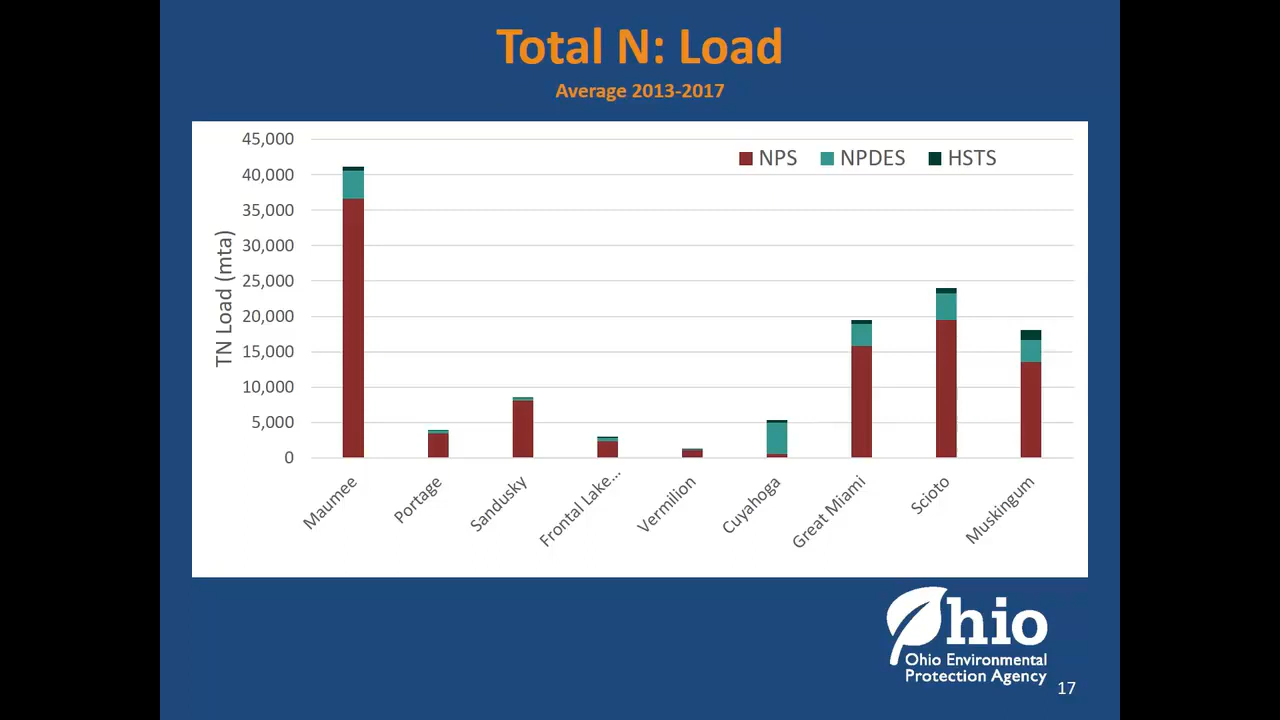 Total N: Load
Average 2013-2017
NPS NPDES HSTS
TN Load (mta)
45,000
40,000
35,000
30,000
25,000
20,000
15,000
10,000
5,000
0
Maumee
Portage
Sandusky
Frontal Lake...
Vermilion
Cuyahoga
Great Miami
Scioto
Muskingum
Ohio
Ohio Environmental
Protection Agency
17